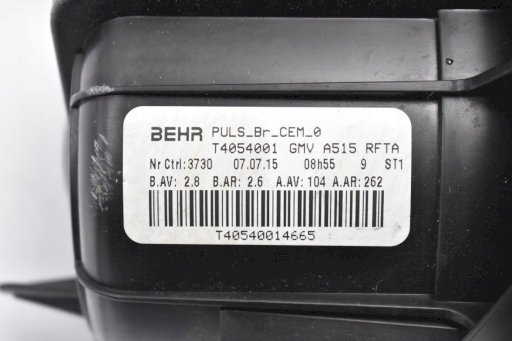 BEHR PULS_Br_CEM_0
T4054001 GMV A515 RFTA
Nr Ctrl:3730 07.07.15 08h55 9 ST1
B.AV: 2.8 B.AR: 2.6 A.AV: 104 A.AR: 262
T40540014665